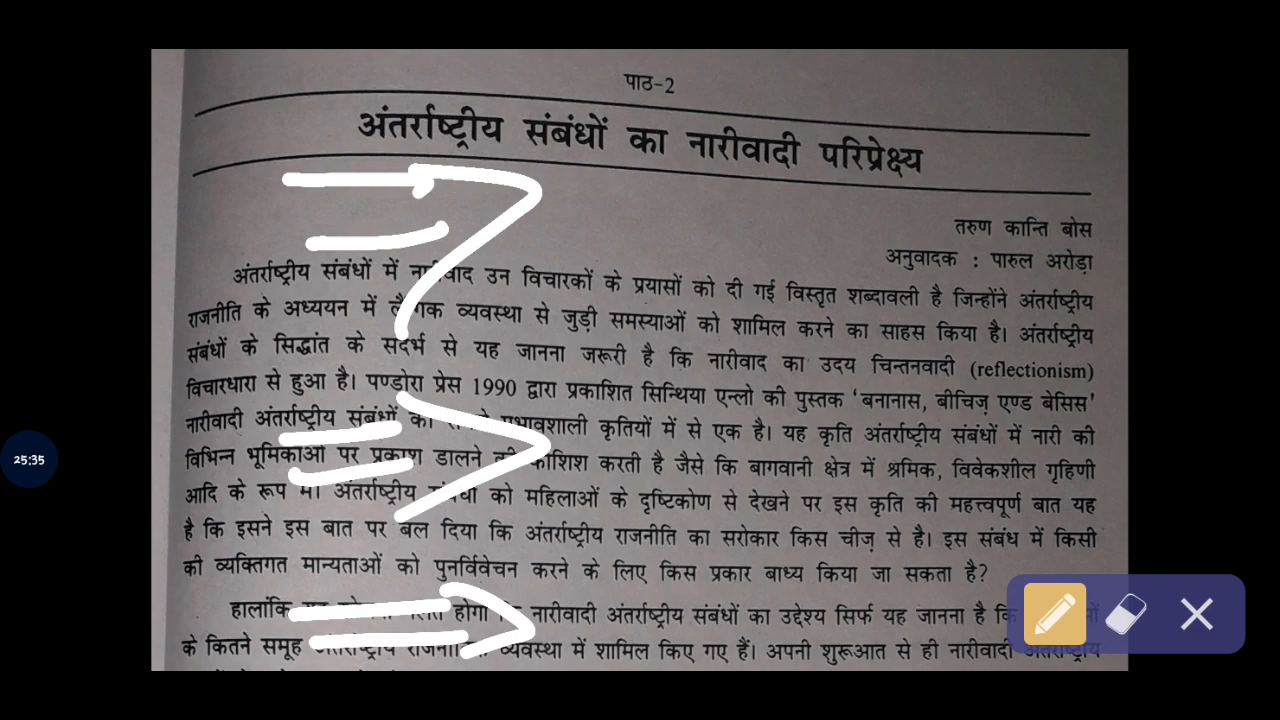 पाठ-2
अंतर्राष्ट्रीय संबंधों का नारीवादी परिप्रेक्ष्य
तरुण कान्ति बोस
अनुवादक : पारुल अरोड़ा
अंतर्राष्ट्रीय संबंधों में नारीवाद उन विचारकों के प्रयासों को दी गई विस्तृत शब्दावली है जिन्होंने अंतर्राष्ट्रीय
राजनीति के अध्ययन में व्यवस्था से जुड़ी समस्याओं को शामिल करने का साहस किया है। अंतर्राष्ट्रीय
संबंधों के सिद्धांत के संदर्भ से यह जानना जरूरी है कि नारीवाद का उदय चिन्तनवादी (reflectionism)
विचारधारा से हुआ है। पण्डोरा प्रेस 1990 द्वारा प्रकाशित सिन्थिया एन्लो की पुस्तक 'बनानास, बीचिज़ एण्ड बेसिस'
नारीवादी अंतर्राष्ट्रीय संबंधों की प्रभावशाली कृतियों में से एक है। यह कृति अंतर्राष्ट्रीय संबंधों में नारी की
विभिन्न भूमिकाओं पर प्रकाश डालने की कोशिश करती है जैसे कि बागवानी क्षेत्र में श्रमिक, विवेकशील गृहिणी
आदि के रूप में। अंतर्राष्ट्रीय संबंधों को महिलाओं के दृष्टिकोण से देखने पर इस कृति की महत्त्वपूर्ण बात यह
है कि इसने इस बात पर बल दिया कि अंतर्राष्ट्रीय राजनीति का सरोकार किस चीज़ से है। इस संबंध में किसी
की व्यक्तिगत मान्यताओं को पुनर्विवेचन करने के लिए किस प्रकार बाध्य किया जा सकता है?
हालांकि होगा कि नारीवादी अंतर्राष्ट्रीय संबंधों का उद्देश्य सिर्फ यह जानना है कि
के कितने समूह अंतर्राष्ट्रीय व्यवस्था में शामिल किए गए हैं। अपनी शुरूआत से ही नारीवादी अंतर्राष्ट्रीय
25:35